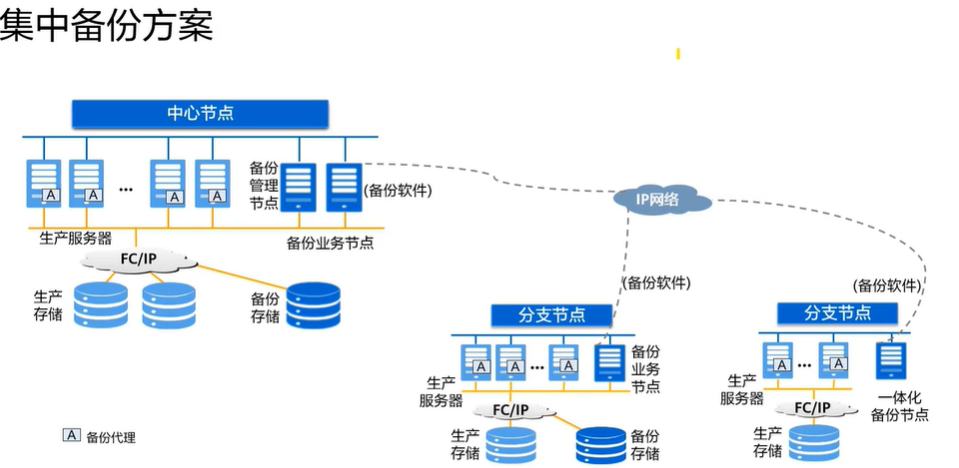 集中备份方案
中心节点
备份
管理
节点
(备份软件)
A
A
...
A
A
生产服务器
备份业务节点
FC/IP
生产
存储
备份
存储
IP网络
(备份软件)
分支节点
A
A
...
A
备份
业务
节点
生产
服务器
FC/IP
生产
存储
备份
存储
(备份软件)
分支节点
A
...
A
生产
服务器
一体化
备份节点
FC/IP
生产
存储
A 备份代理